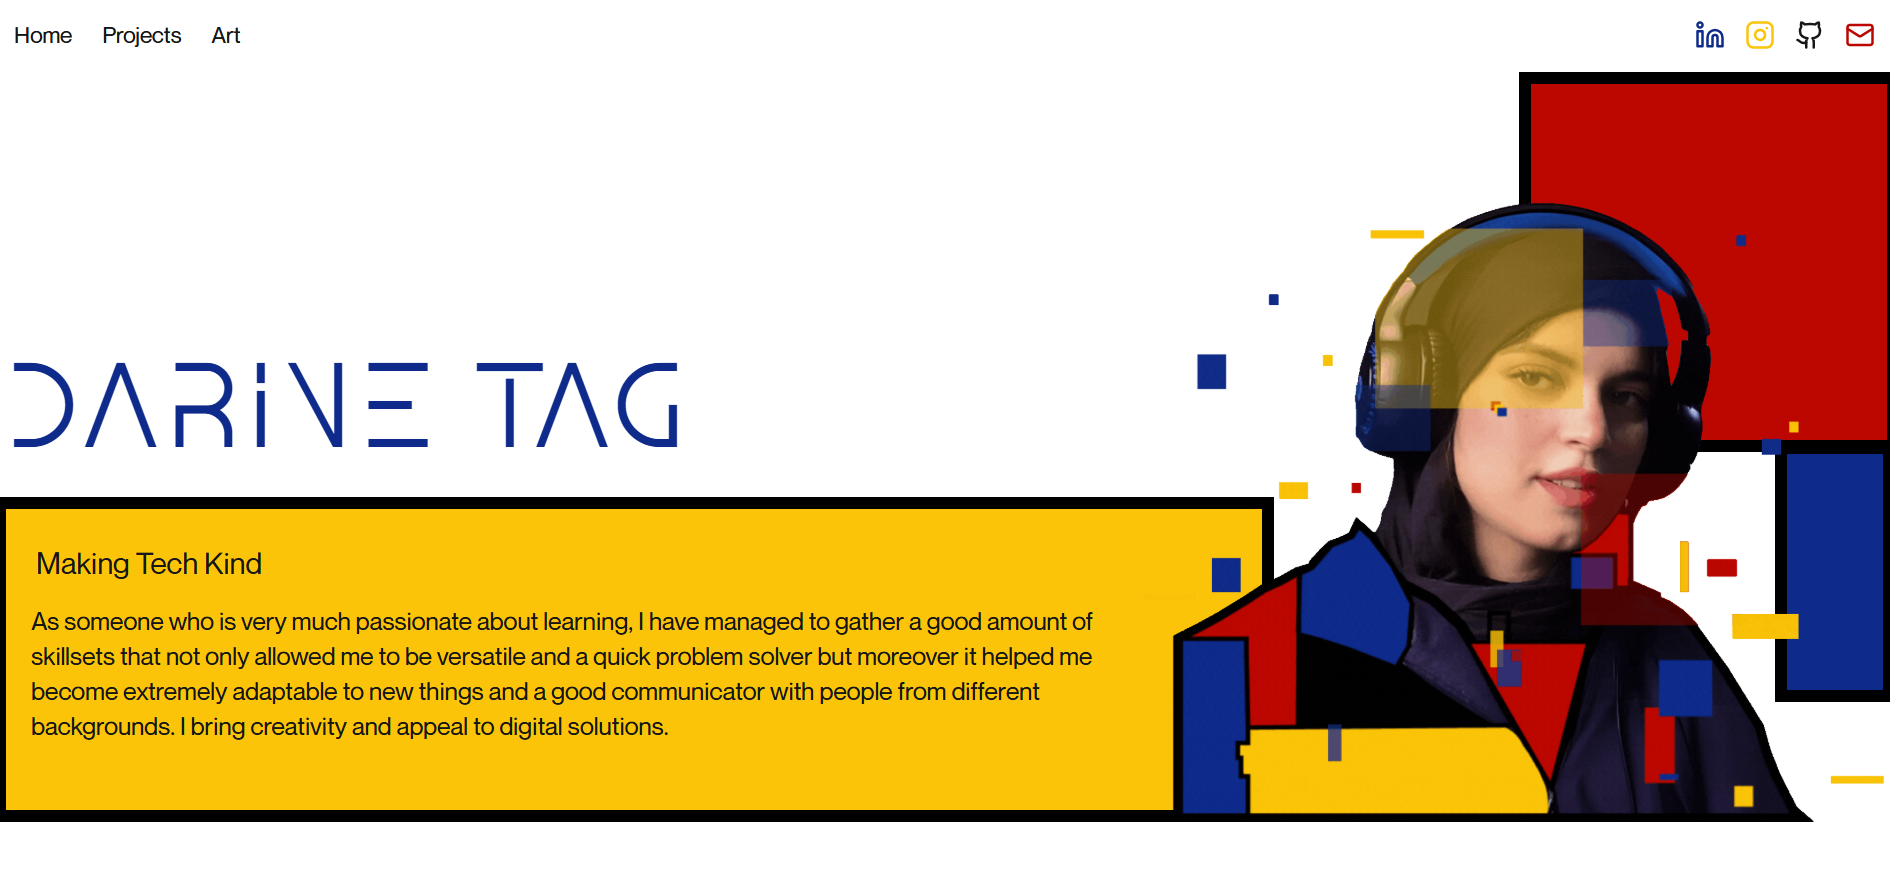 Home Projects Art
DARINE TAG
Making Tech Kind
As someone who is very much passionate about learning, I have managed to gather a good amount of
skillsets that not only allowed me to be versatile and a quick problem solver but moreover it helped me
become extremely adaptable to new things and a good communicator with people from different
backgrounds. I bring creativity and appeal to digital solutions.